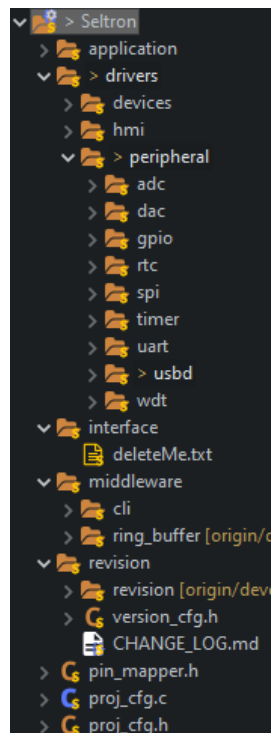 > Seltron
application
> drivers
devices
hmi
> peripheral
adc
dac
gpio
rtc
spi
timer
uart
> usbd
wdt
interface
deleteMe.txt
middleware
cli
ring_buffer [origin/d
revision
revision [origin/deve
version_cfg.h
CHANGE_LOG.md
pin_mapper.h
proj_cfg.c
proj_cfg.h